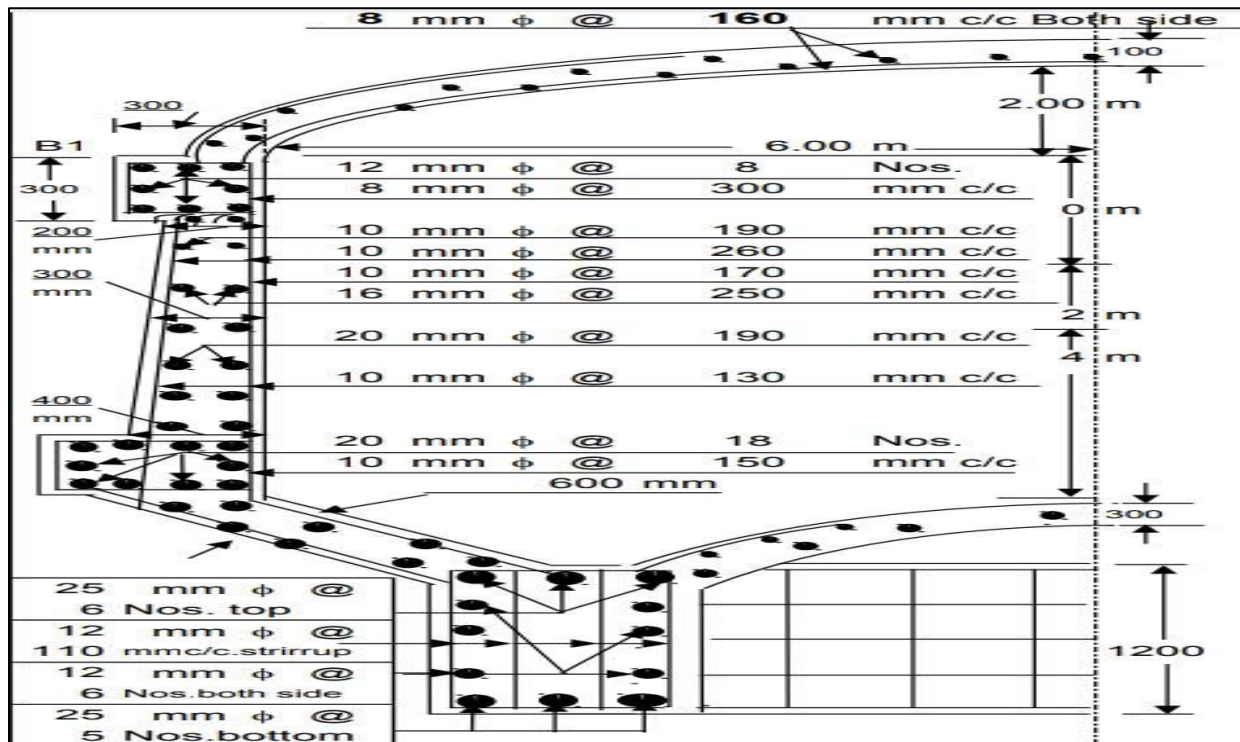 8 mm ϕ @ 160 mm c/c Both side
100
300
2.00 m
B1
6.00 m
12 mm ϕ @ 8 Nos.
300
8 mm ϕ @ 300 mm c/c
0 m
200
mm
10 mm ϕ @ 190 mm c/c
10 mm ϕ @ 260 mm c/c
300
mm
10 mm ϕ @ 170 mm c/c
16 mm ϕ @ 250 mm c/c
2 m
20 mm ϕ @ 190 mm c/c
4 m
10 mm ϕ @ 130 mm c/c
400
mm
20 mm ϕ @ 18 Nos.
10 mm ϕ @ 150 mm c/c
600 mm
300
25 mm ϕ @
6 Nos. top
12 mm ϕ @
110 mmc/c.strirrup
1200
12 mm ϕ @
6 Nos.both side
25 mm ϕ @
5 Nos.bottom